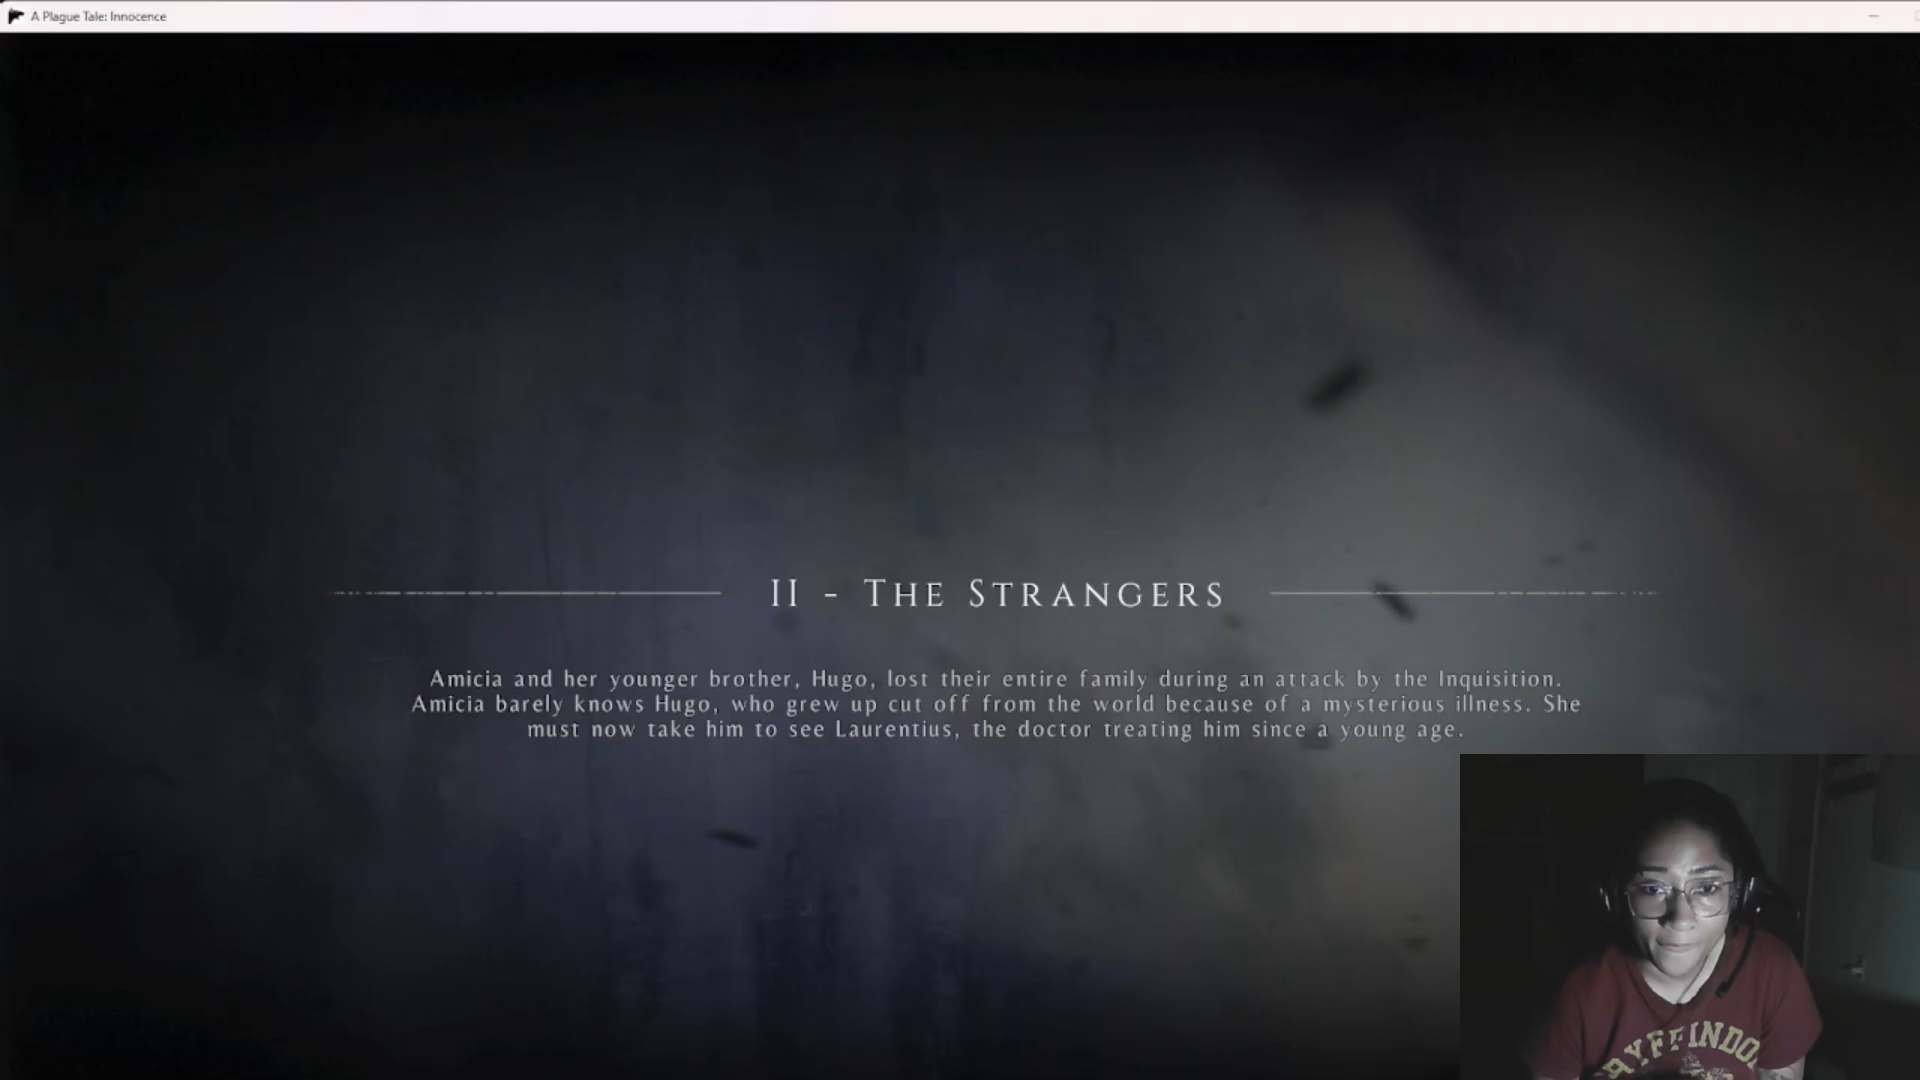 A Plague Tale: Innocence
II - The Strangers
Amicia and her younger brother, Hugo, lost their entire family during an attack by the Inquisition.
Amicia barely knows Hugo, who grew up cut off from the world because of a mysterious illness. She
must now take him to see Laurentius, the doctor treating him since a young age.
RYFFINDO